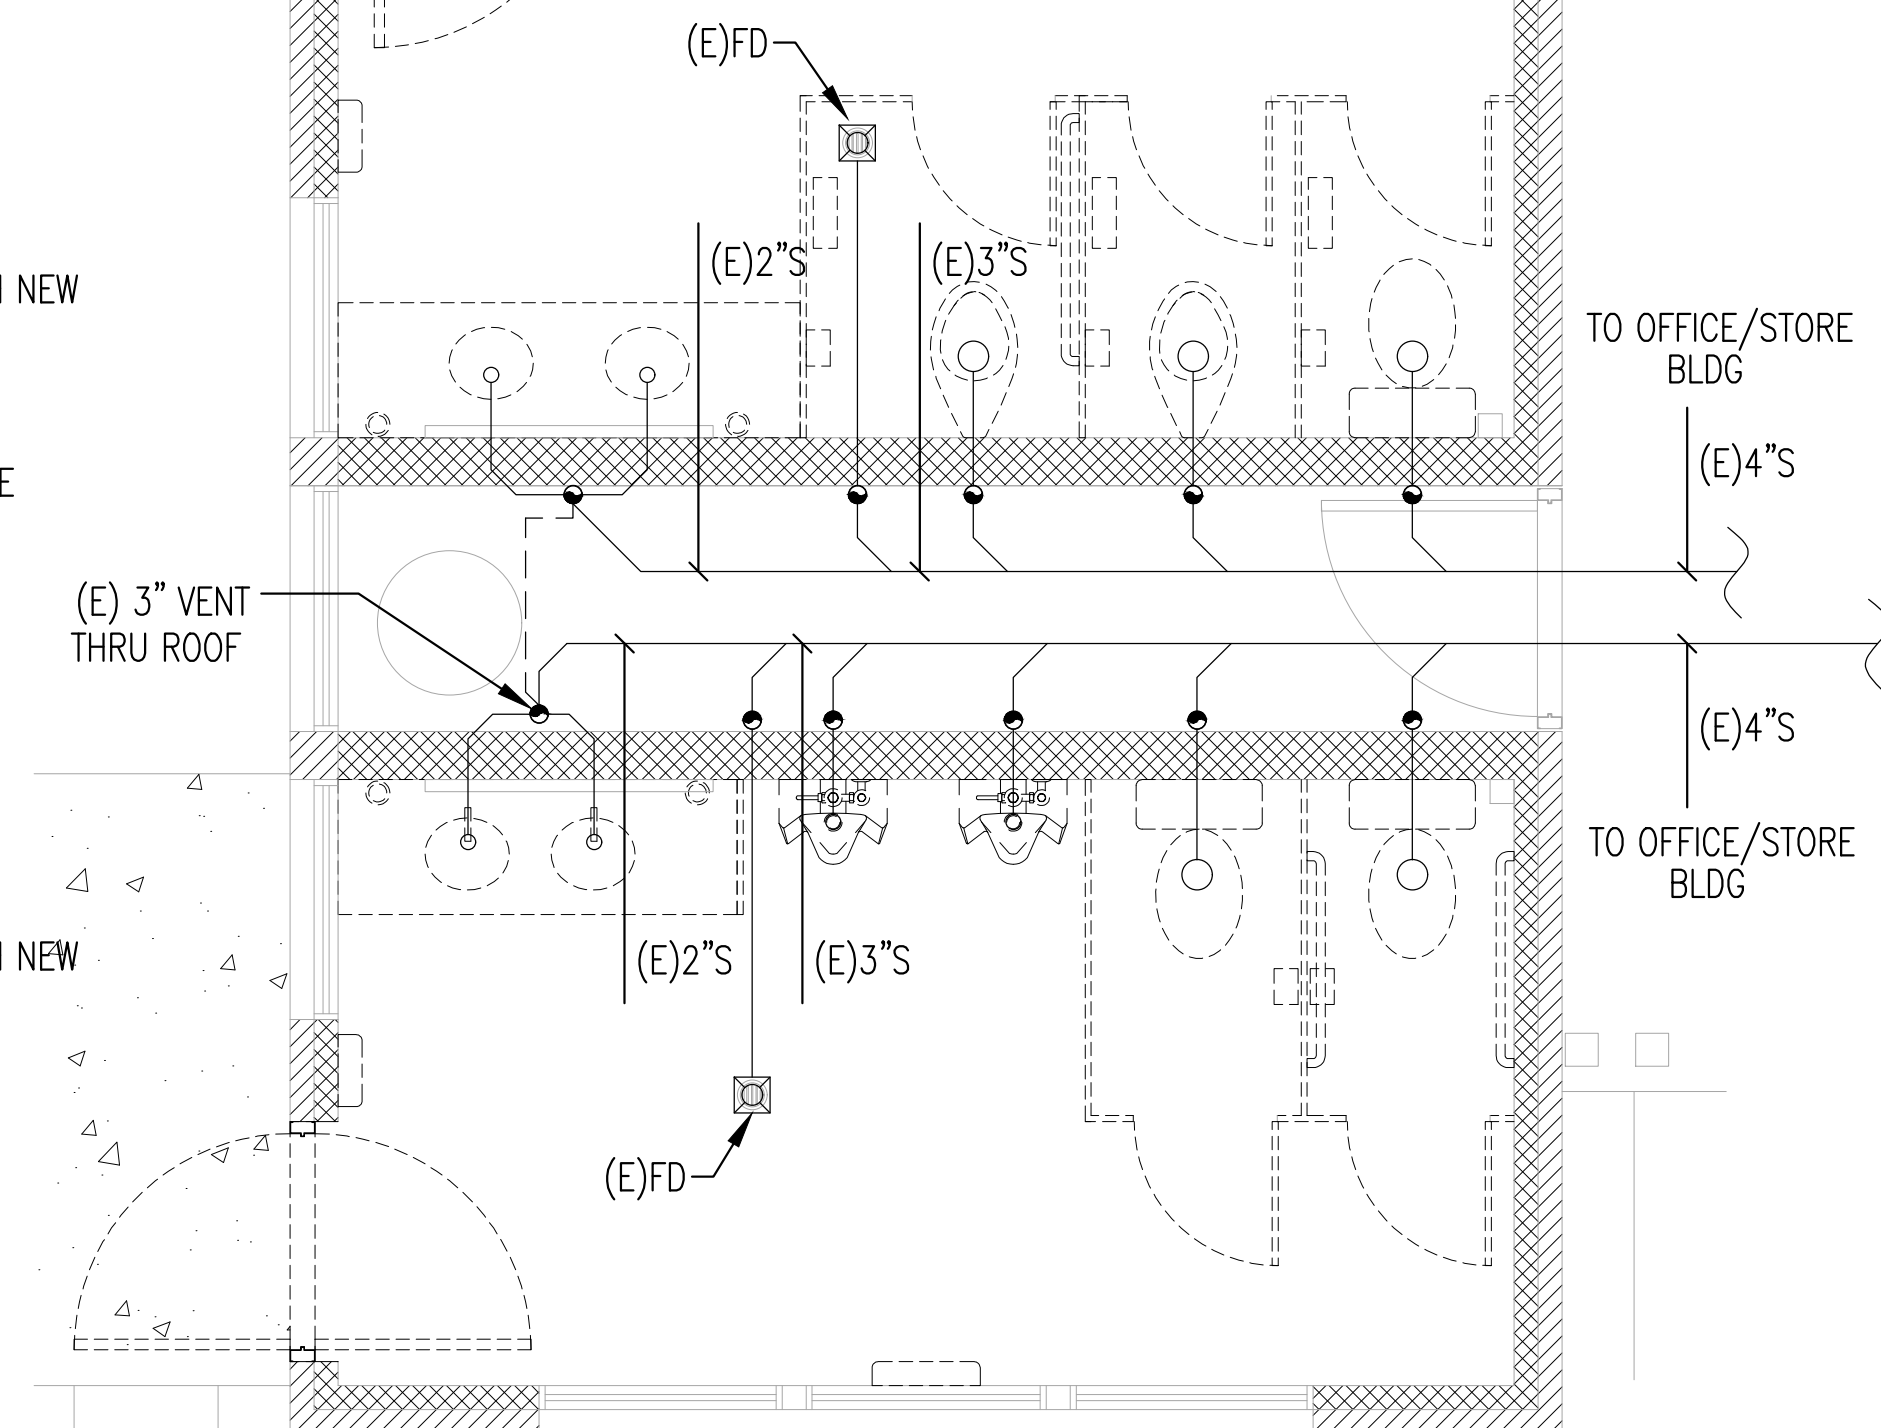 (E)FD
(E)2"S
(E)3"S
NEW
TO OFFICE/STORE
BLDG
(E)4"S
E
(E) 3" VENT
THRU ROOF
(E)4"S
TO OFFICE/STORE
BLDG
NEW
(E)2"S
(E)3"S
(E)FD